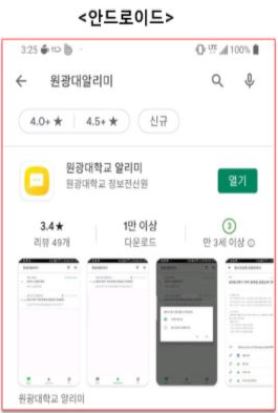 <안드로이드>
3:25
LTE 100%
원광대알리미
4.0+ ★
4.5+ ★
신규
원광대학교 알리미
원광대학교 정보전산원
열기
3.4★
1만 이상
3
리뷰 49개
다운로드
만 3세 이상
원광대학교 알리미